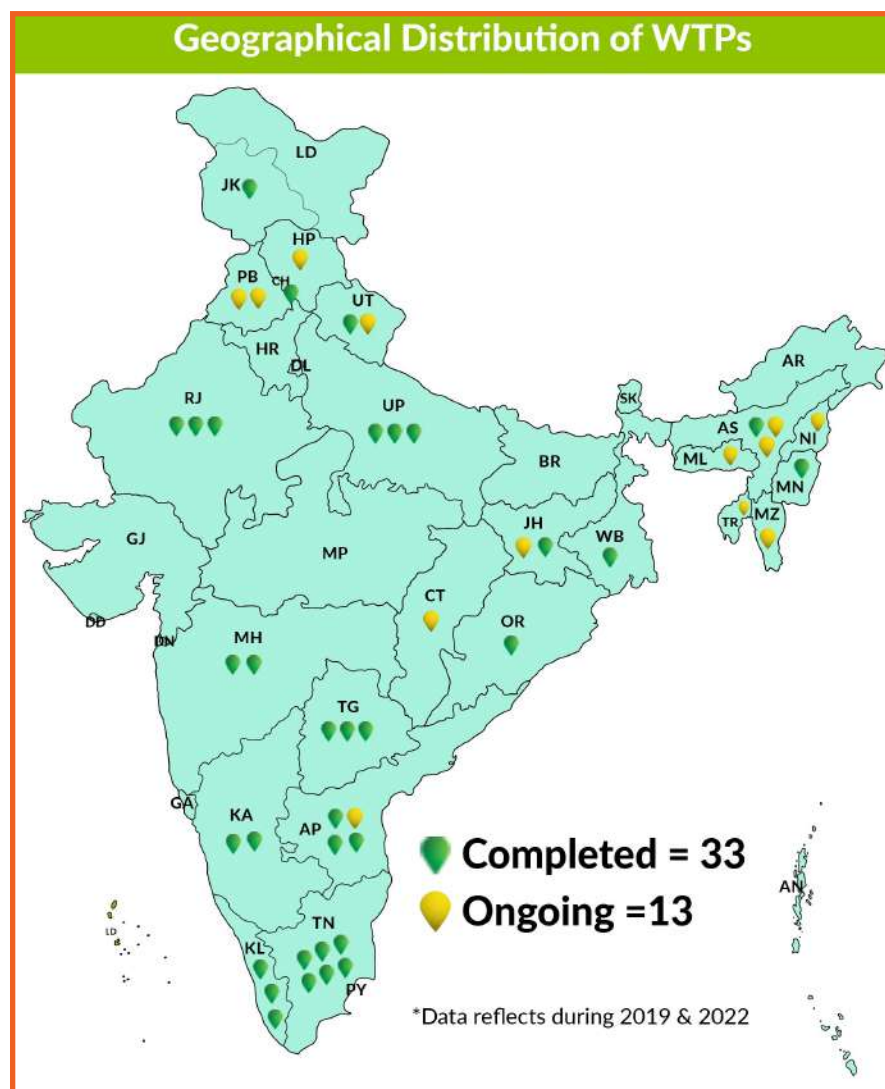 Geographical Distribution of WTPs
LD
JK
HP
PB
CH
UT
HR
DL
AR
RJ
UP
SK
AS
NI
BR
ML
MN
JH
WB
TR
MZ
GJ
MP
CT
DD
OR
DN
MH
TG
GA
KA
AP
Completed = 33
AN
Ongoing =13
TN
LD
KL
PY
*Data reflects during 2019 & 2022